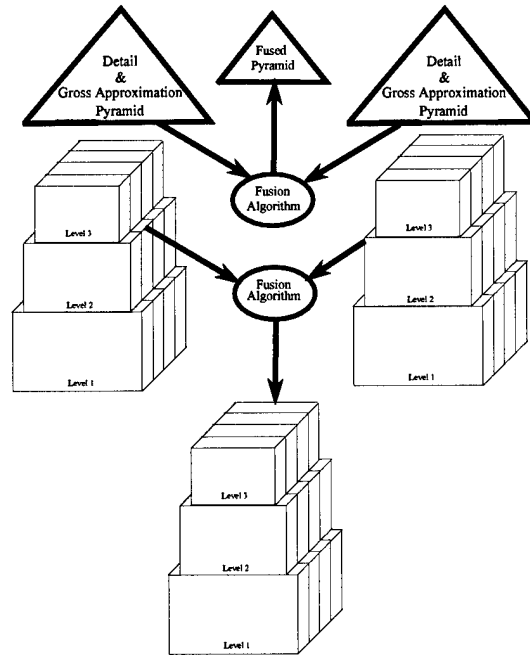 Detail
&
Gross Approximation
Pyramid
Fused
Pyramid
Detail
&
Gross Approximation
Pyramid
Fusion
Algorithm
Level 3
Level 2
Level 1
Fusion
Algorithm
Level 3
Level 2
Level 1
Level 3
Level 2
Level 1